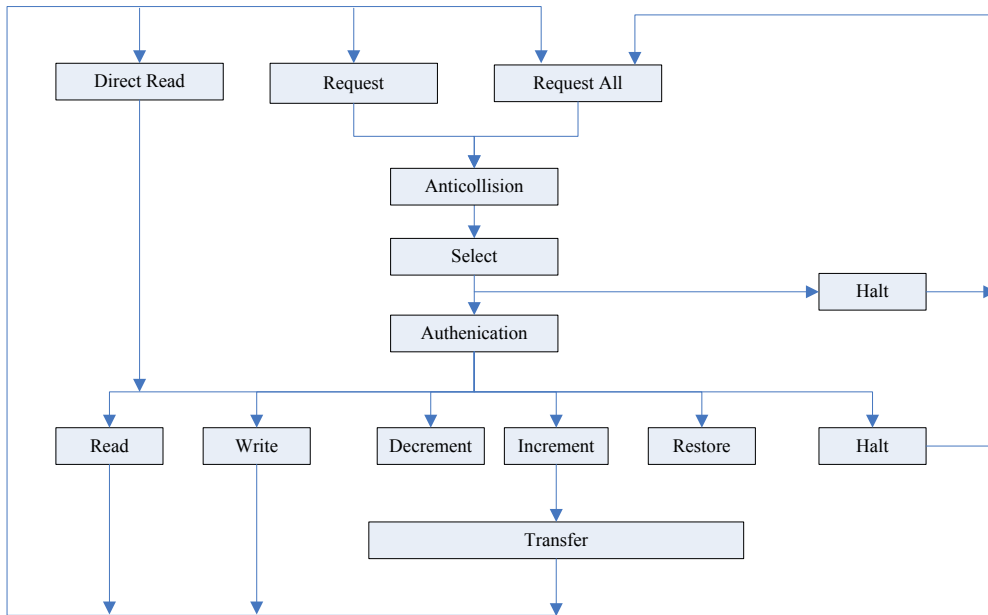 Direct Read
Request
Request All
Anticollision
Select
Halt
Authenication
Read
Write
Decrement
Increment
Restore
Halt
Transfer